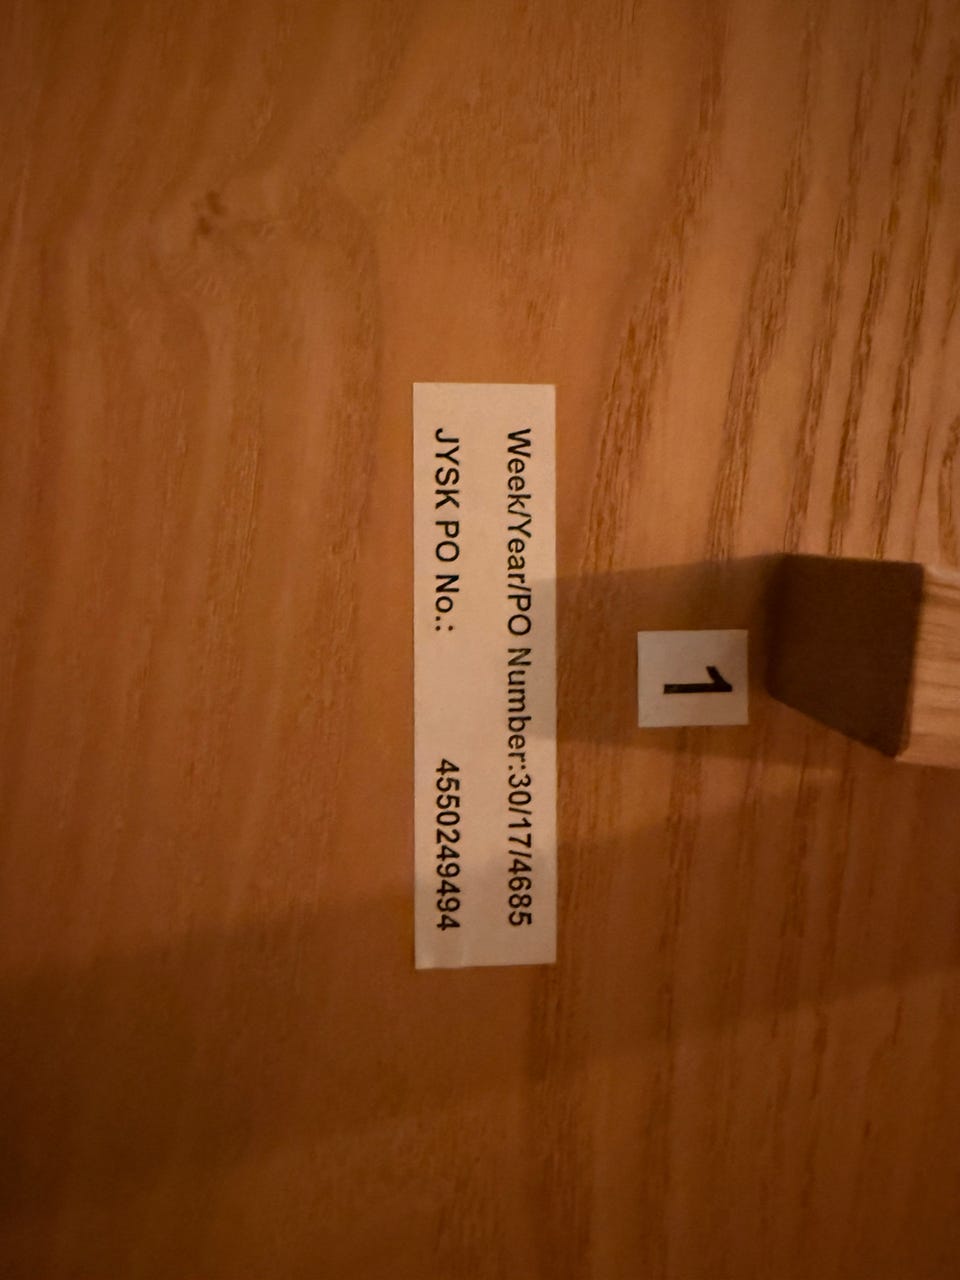 Week/Year/PO Number:30/17/4685
JYSK PO No.: 4550249494
1